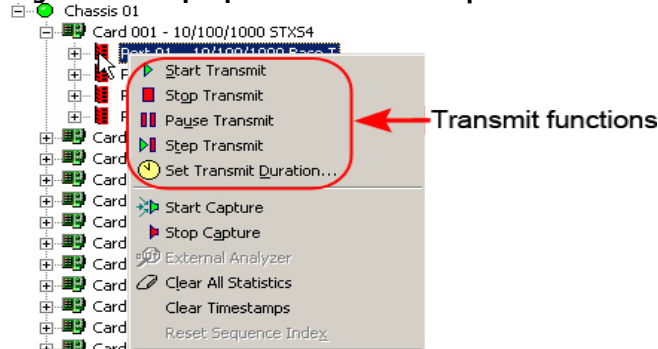 Chassis 01
Card 001 - 10/100/1000 STXS4
Port 01 - 10/100/1000 Base T
Start Transmit
Stop Transmit
Pause Transmit
Step Transmit
Set Transmit Duration...
Transmit functions
Start Capture
Stop Capture
External Analyzer
Clear All Statistics
Clear Timestamps
Reset Sequence Index
Card
Card
Card
Card
Card
Card
Card
Card
Card
Card
Card